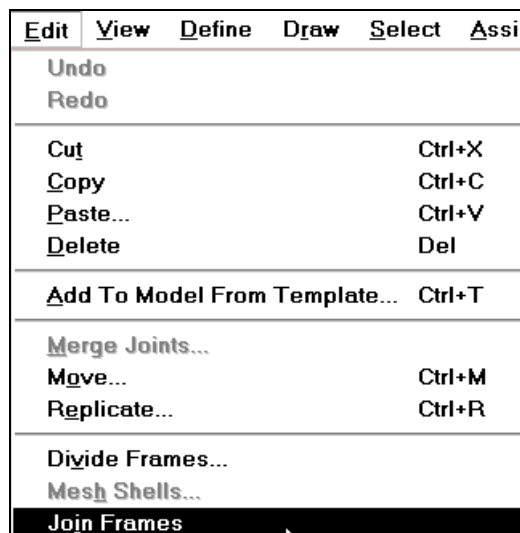 Edit View Define Draw Select Assi
Undo
Redo
Cut Ctrl+X
Copy Ctrl+C
Paste... Ctrl+V
Delete Del
Add To Model From Template... Ctrl+T
Merge Joints...
Move... Ctrl+M
Replicate... Ctrl+R
Divide Frames...
Mesh Shells...
Join Frames